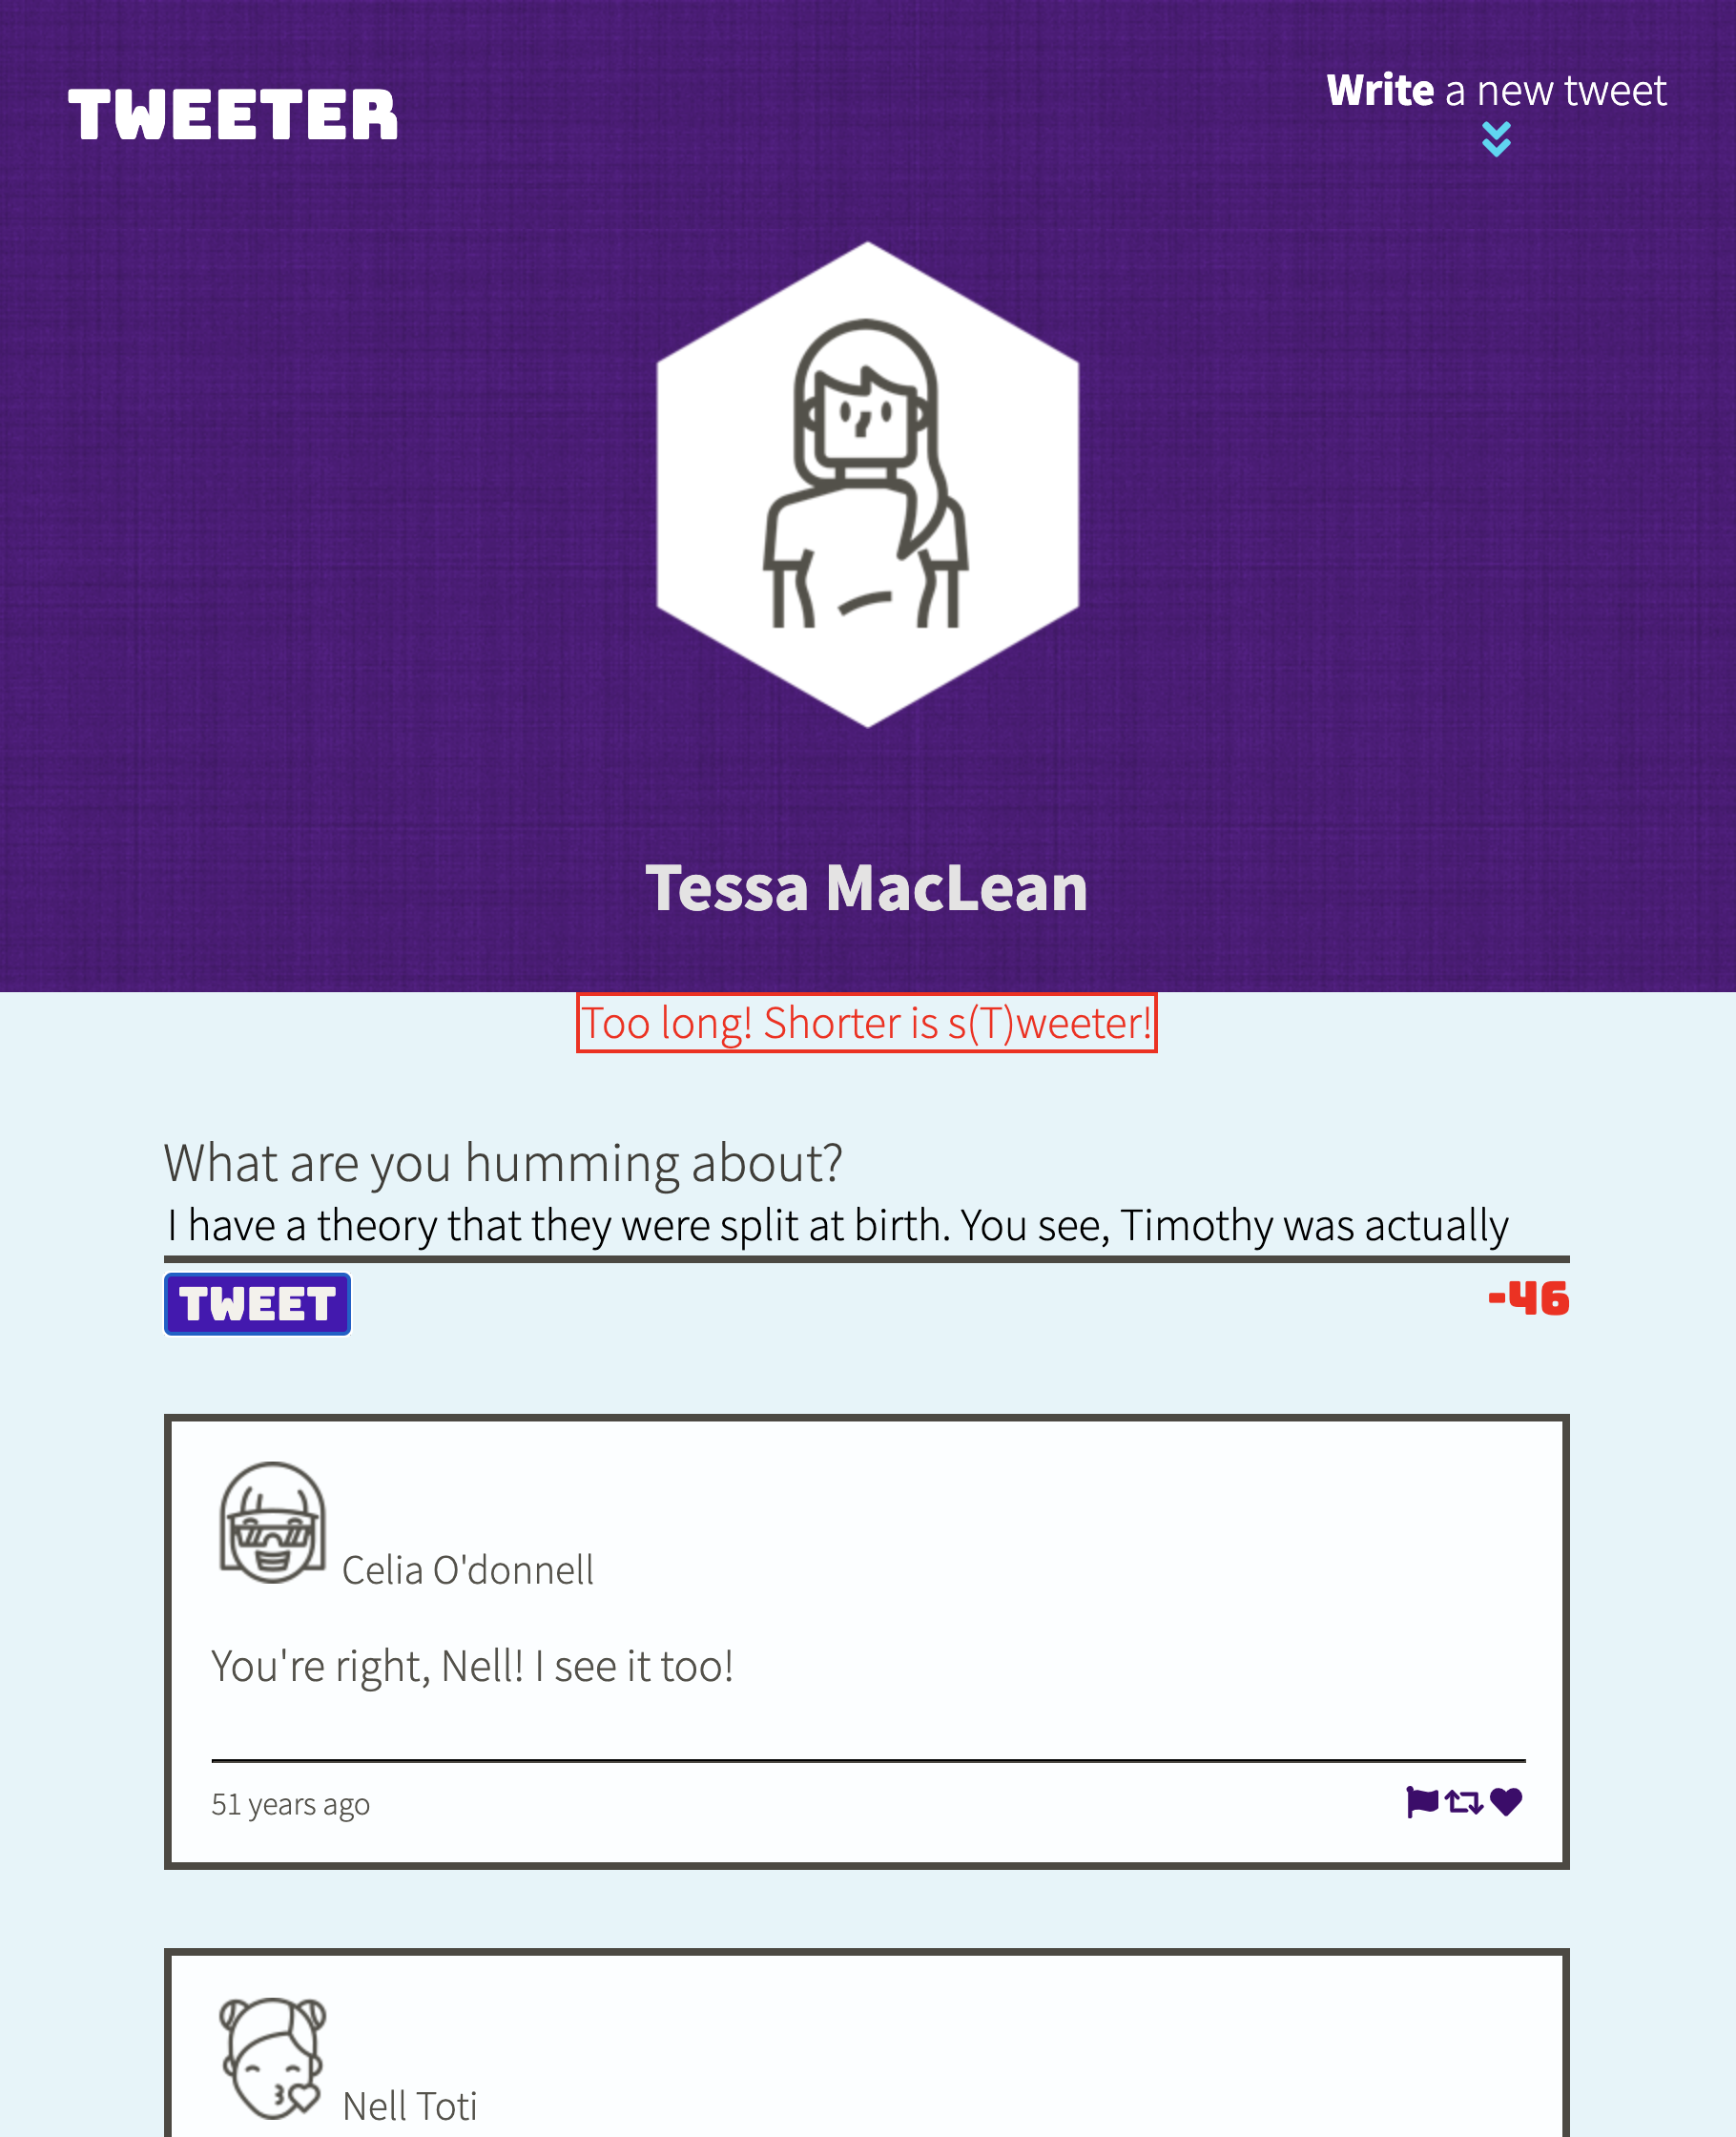 TWEETER
Write a new tweet
Tessa MacLean
Too long! Shorter is s(T)weeter!
What are you humming about?
I have a theory that they were split at birth. You see, Timothy was actually
TWEET
-46
Celia O'donnell
You're right, Nell! I see it too!
51 years ago
Nell Toti